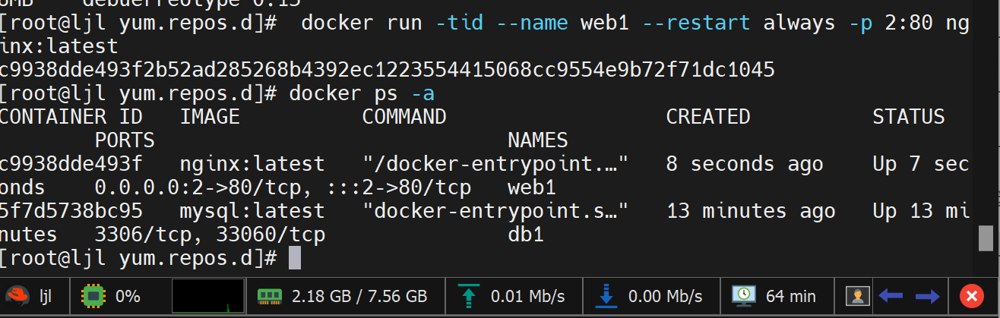 debuerreotype 0.15
[root@ljl yum.repos.d]#  docker run -tid --name web1 --restart always -p 2:80 ng
inx:latest
c9938dde493f2b52ad285268b4392ec1223554415068cc9554e9b72f71dc1045
[root@ljl yum.repos.d]# docker ps -a
CONTAINER ID   IMAGE          COMMAND                  CREATED          STATUS
        PORTS                             NAMES
c9938dde493f   nginx:latest   "/docker-entrypoint.…"   8 seconds ago    Up 7 sec
onds    0.0.0.0:2->80/tcp, :::2->80/tcp   web1
5f7d5738bc95   mysql:latest   "docker-entrypoint.s…"   13 minutes ago   Up 13 mi
nutes   3306/tcp, 33060/tcp               db1
[root@ljl yum.repos.d]#
ljl 0% 2.18 GB / 7.56 GB 0.01 Mb/s 0.00 Mb/s 64 min